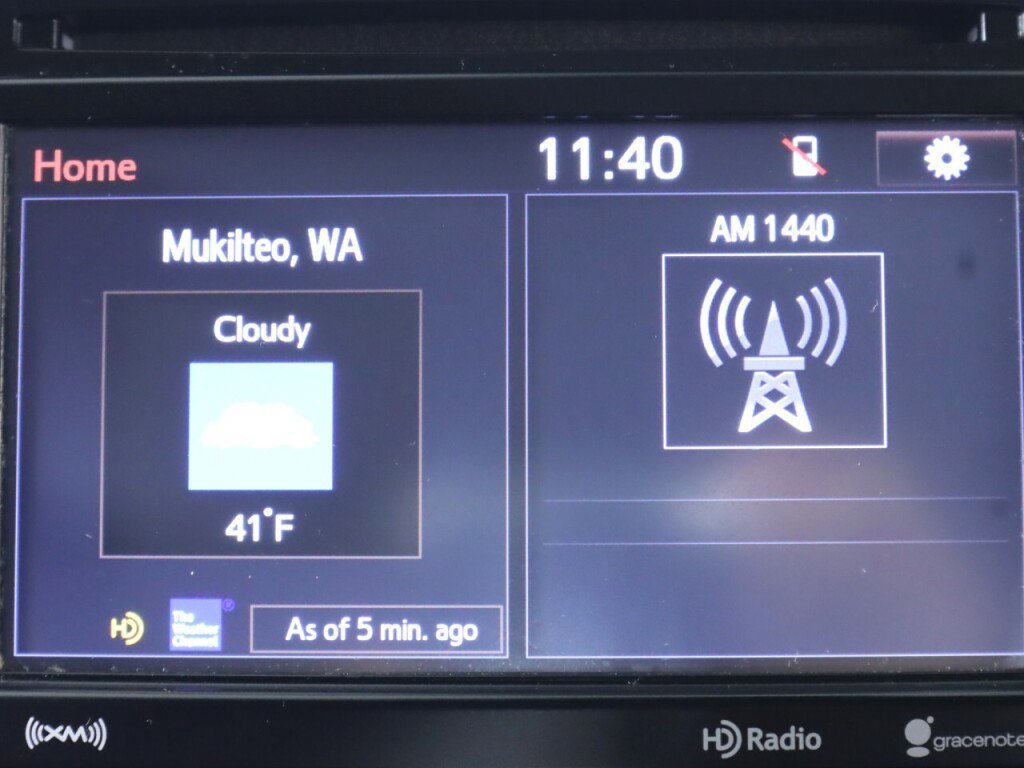 Home
11:40
Mukilteo, WA
Cloudy
41°F
HD
The
Weather
Channel
®
As of 5 min. ago
AM 1440
((XM))
HD Radio
gracenote